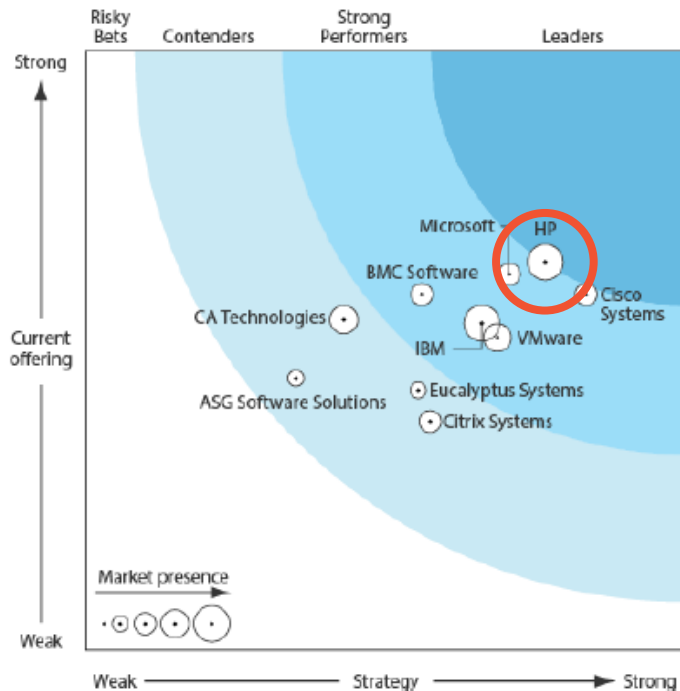 Risky
Bets
Contenders
Strong
Performers
Leaders
Strong
Microsoft
HP
BMC Software
Cisco
Systems
CA Technologies
Current
offering
IBM
VMware
ASG Software Solutions
Eucalyptus Systems
Citrix Systems
Market presence
Weak
Weak
Strategy
Strong